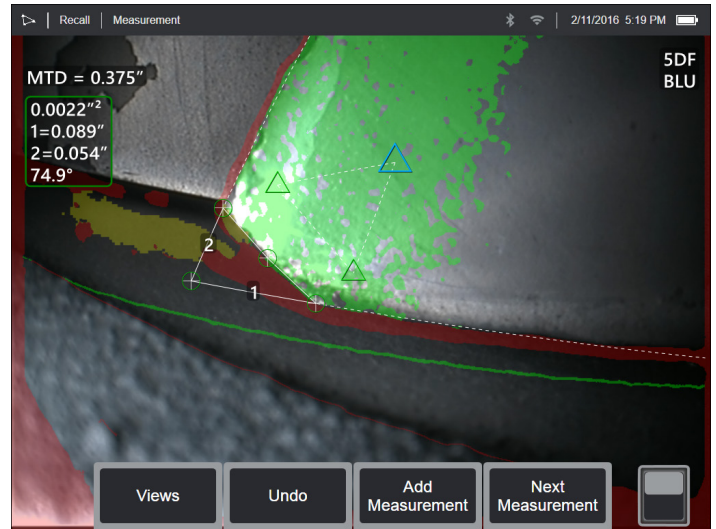 Recall
Measurement
2/11/2016 5:19 PM
MTD = 0.375"
5DF
BLU
0.0022"²
1=0.089"
2=0.054"
74.9°
2
1
Views
Undo
Add
Measurement
Next
Measurement